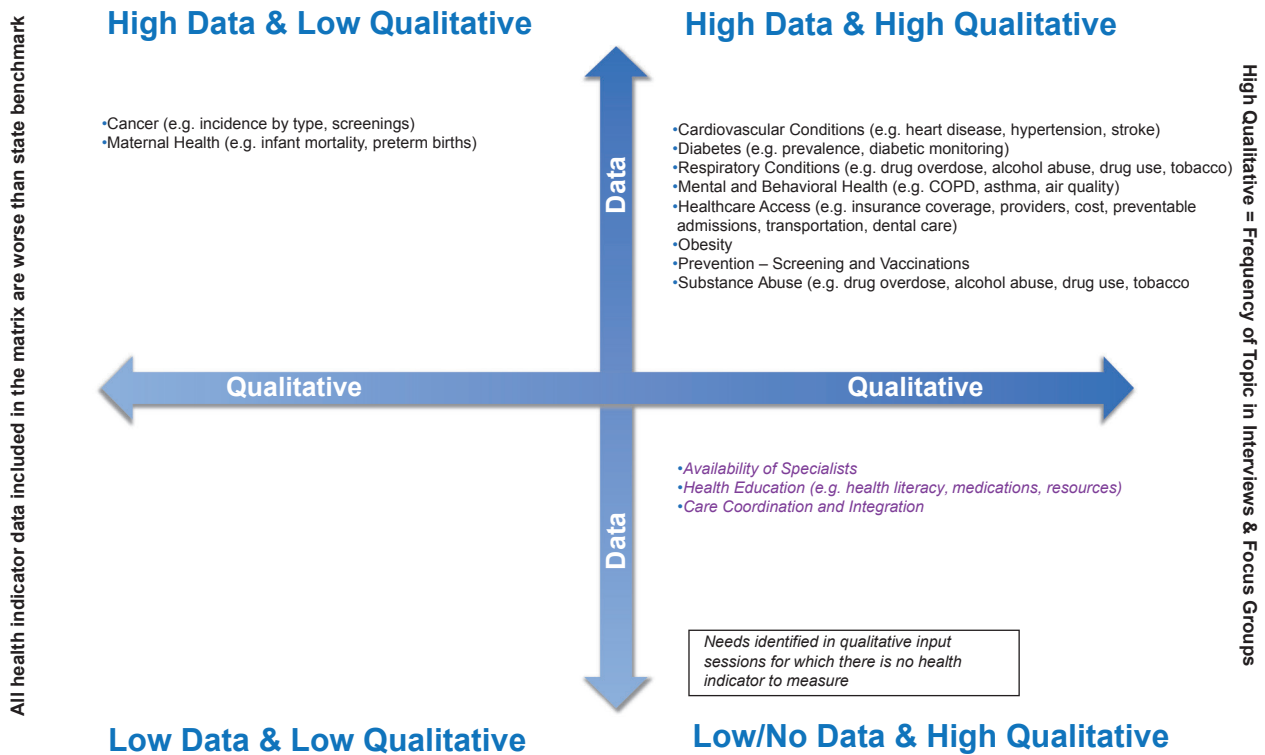 All health indicator data included in the matrix are worse than state benchmark
High Data & Low Qualitative
•Cancer (e.g. incidence by type, screenings)
•Maternal Health (e.g. infant mortality, preterm births)
High Data & High Qualitative
•Cardiovascular Conditions (e.g. heart disease, hypertension, stroke)
•Diabetes (e.g. prevalence, diabetic monitoring)
•Respiratory Conditions (e.g. drug overdose, alcohol abuse, drug use, tobacco)
•Mental and Behavioral Health (e.g. COPD, asthma, air quality)
•Healthcare Access (e.g. insurance coverage, providers, cost, preventable
admissions, transportation, dental care)
•Obesity
•Prevention – Screening and Vaccinations
•Substance Abuse (e.g. drug overdose, alcohol abuse, drug use, tobacco
Data
Qualitative
Qualitative
Data
•Availability of Specialists
•Health Education (e.g. health literacy, medications, resources)
•Care Coordination and Integration
Needs identified in qualitative input
sessions for which there is no health
indicator to measure
Low Data & Low Qualitative
Low/No Data & High Qualitative
High Qualitative = Frequency of Topic in Interviews & Focus Groups